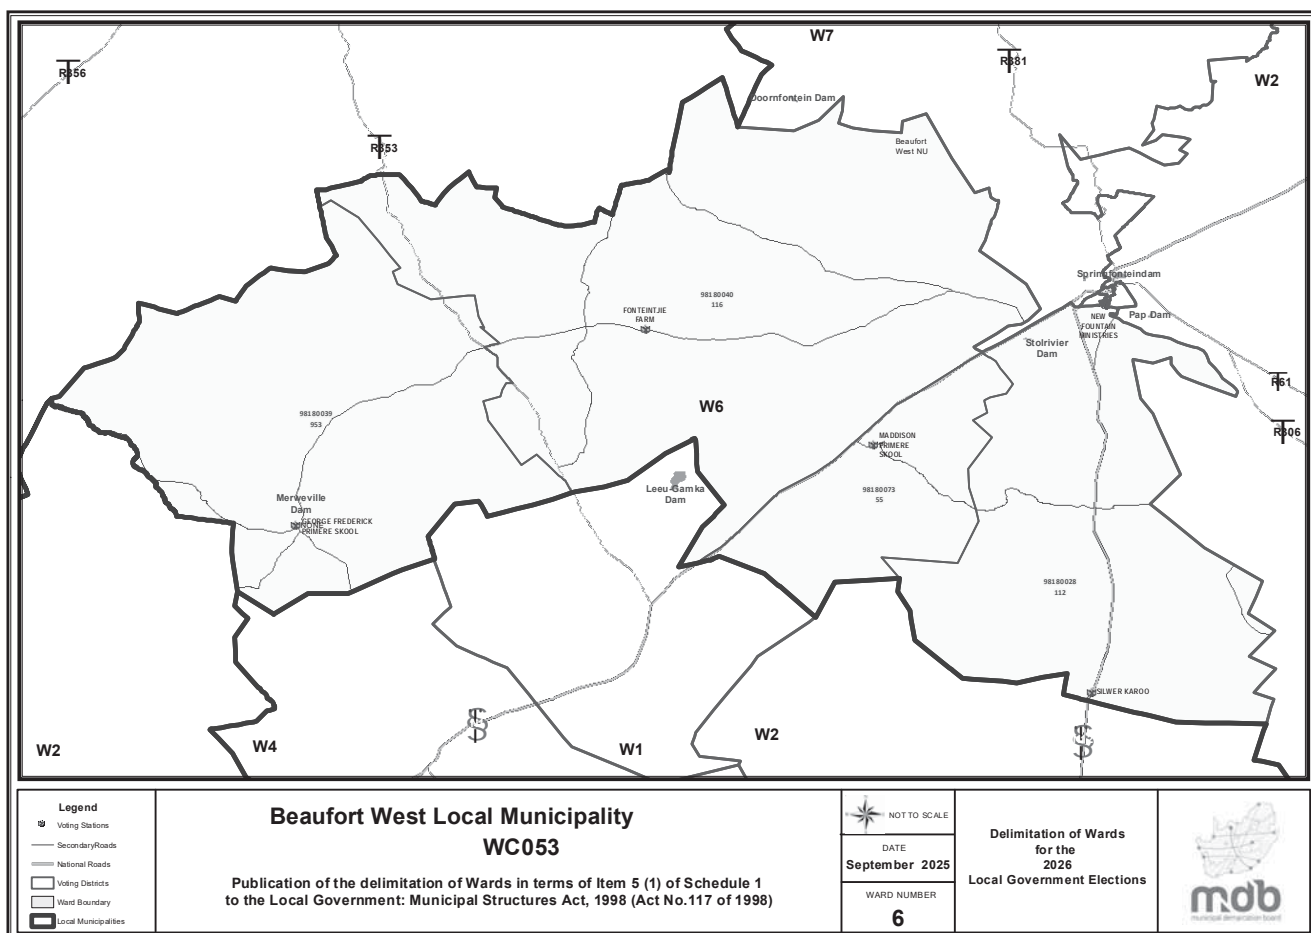 W7
R381
W2
R356
Doornfontein Dam
R353
Beaufort
West NU
Springfonteindam
98180040
116
FONTEINTJIE
FARM
NEW
FOUNTAIN
MINISTRIES
Pap Dam
Stolrivier
Dam
R61
W6
98180039
953
R306
MADDISON
PRIMERE
SKOOL
Leeu-Gamka
Dam
98180073
55
Merweville
Dam
GEORGE FREDERICK
PRIMERE SKOOL
NONE
98180028
112
SILWER KAROO
W2
W4
W1
W2
Legend
Voting Stations
SecondaryRoads
National Roads
Voting Districts
Ward Boundary
Local Municipalities
Beaufort West Local Municipality
WC053
Publication of the delimitation of Wards in terms of Item 5 (1) of Schedule 1
to the Local Government: Municipal Structures Act, 1998 (Act No.117 of 1998)
NOT TO SCALE
DATE
September 2025
WARD NUMBER
6
Delimitation of Wards
for the
2026
Local Government Elections
mdb
municipal demarcation board